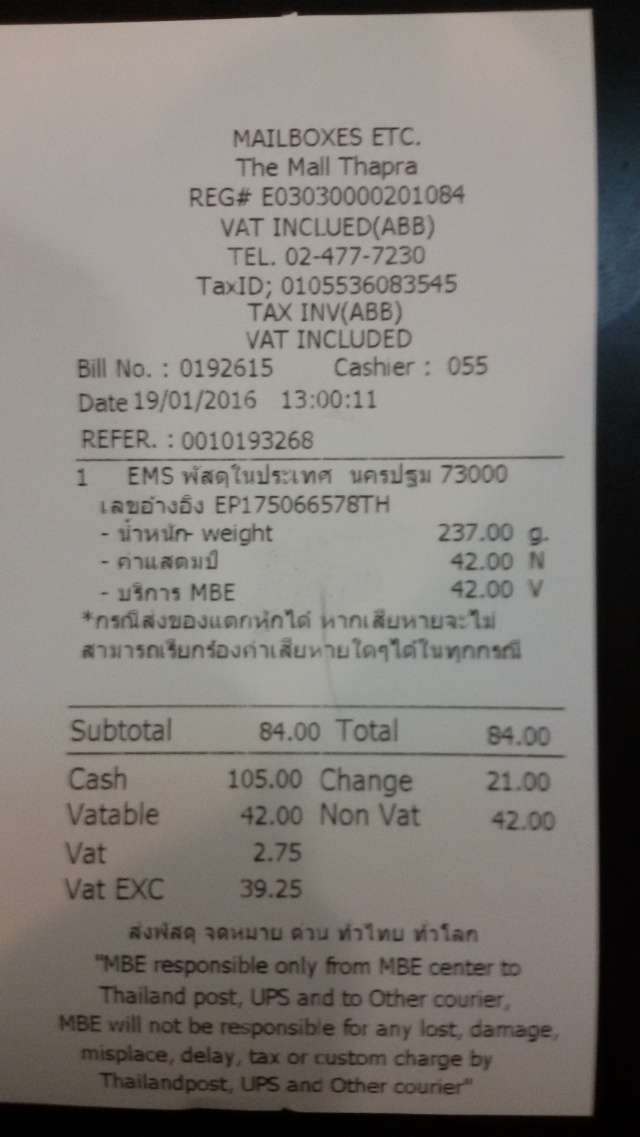 MAILBOXES ETC.
The Mall Thapra
REG# E03030000201084
VAT INCLUED(ABB)
TEL. 02-477-7230
TaxID; 0105536083545
TAX INV(ABB)
VAT INCLUDED
Bill No. : 0192615 Cashier : 055
Date 19/01/2016 13:00:11
REFER. : 0010193268
1 EMS พัสดุในประเทศ นครปฐม 73000
เลขอ้างอิง EP175066578TH
- น้ำหนัก- weight 237.00 g.
- ค่าแสตมป์ 42.00 N
- บริการ MBE 42.00 V
*กรณีส่งของแตกหักได้ หากเสียหายจะไม่
สามารถเรียกร้องค่าเสียหายใดๆได้ในทุกกรณี
Subtotal 84.00 Total 84.00
Cash 105.00 Change 21.00
Vatable 42.00 Non Vat 42.00
Vat 2.75
Vat EXC 39.25
ส่งพัสดุ จดหมาย ด่วน ทั่วไทย ทั่วโลก
"MBE responsible only from MBE center to
Thailand post, UPS and to Other courier,
MBE will not be responsible for any lost, damage,
misplace, delay, tax or custom charge by
Thailandpost, UPS and Other courier"